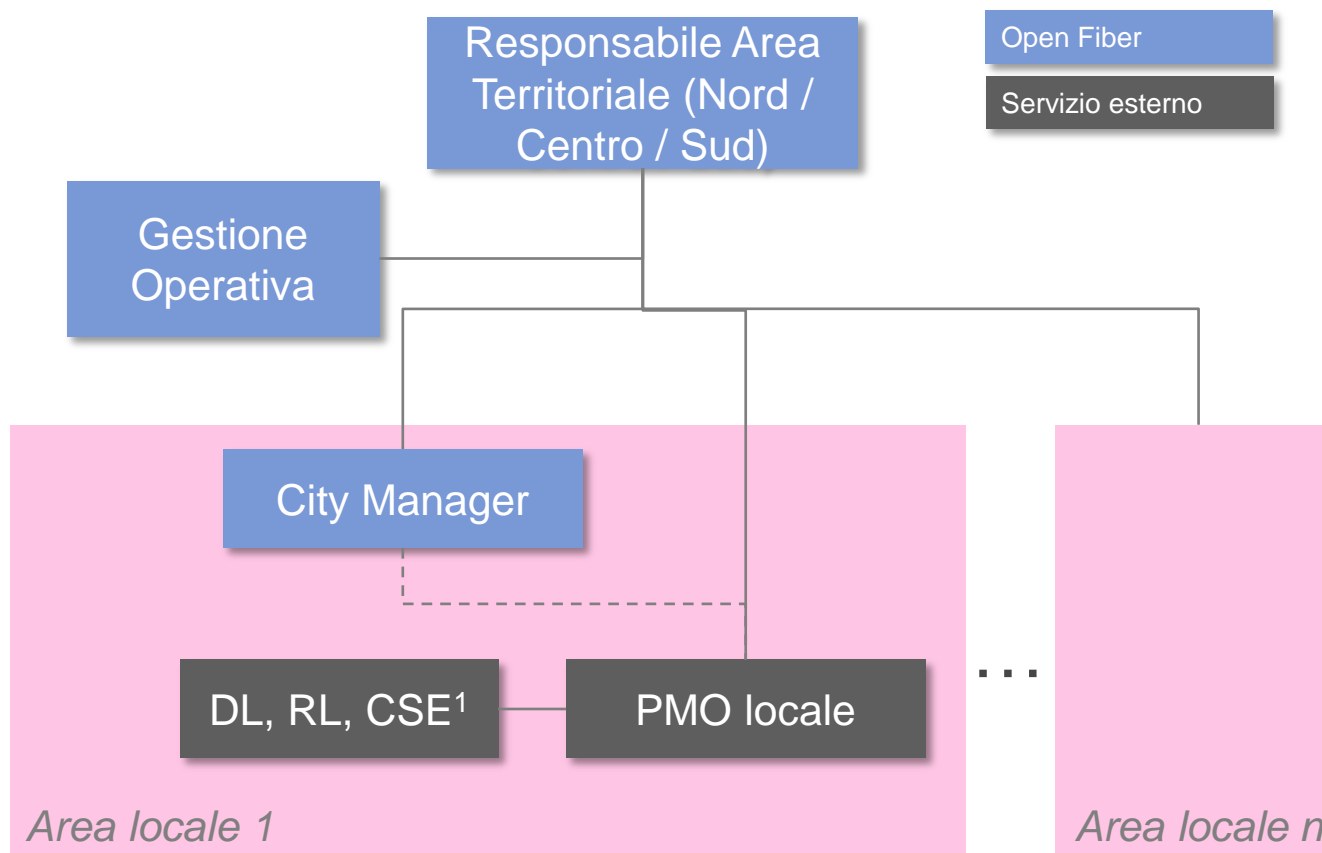 Responsabile Area
Territoriale (Nord /
Centro / Sud)
Open Fiber
Servizio esterno
Gestione
Operativa
City Manager
DL, RL, CSE¹
PMO locale
...
Area locale 1
Area locale n